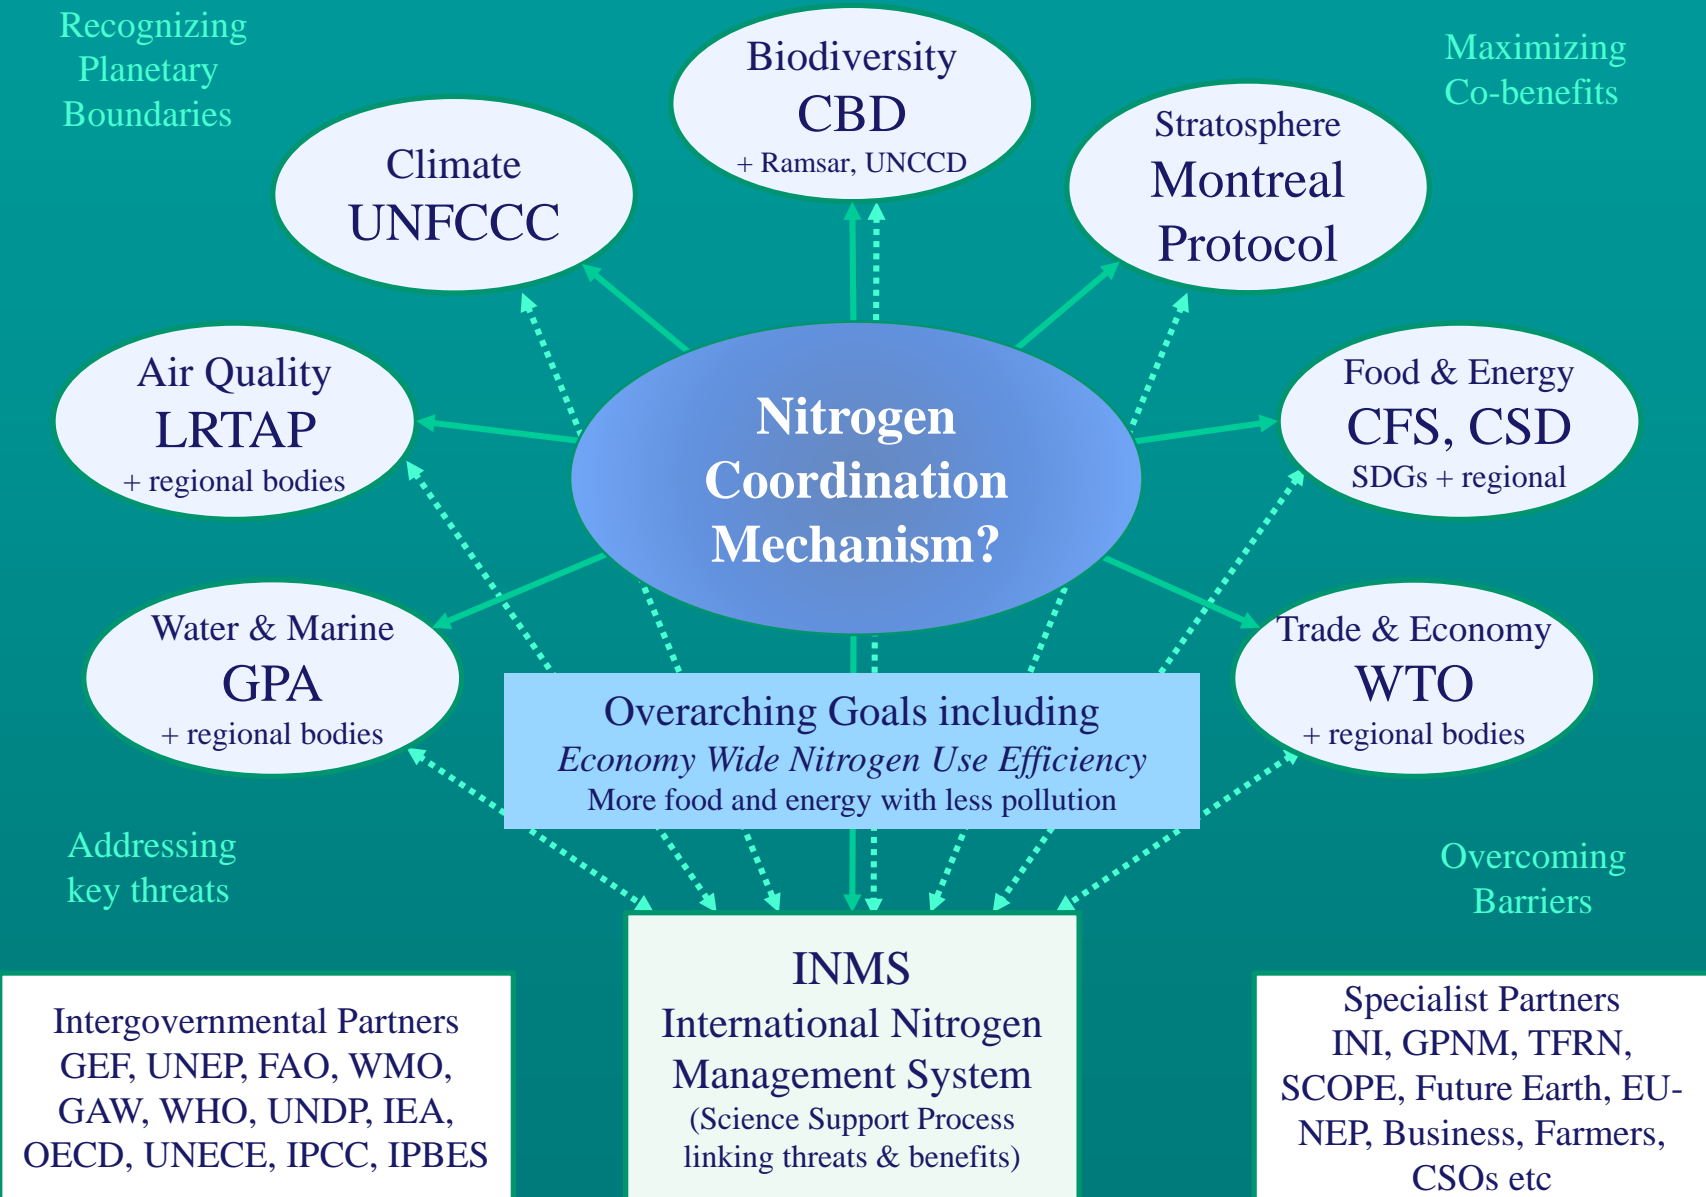 Recognizing
Planetary
Boundaries
Maximizing
Co-benefits
Biodiversity
CBD
+ Ramsar, UNCCD
Climate
UNFCCC
Stratosphere
Montreal
Protocol
Air Quality
LRTAP
+ regional bodies
Nitrogen
Coordination
Mechanism?
Food & Energy
CFS, CSD
SDGs + regional
Water & Marine
GPA
+ regional bodies
Trade & Economy
WTO
+ regional bodies
Overarching Goals including
Economy Wide Nitrogen Use Efficiency
More food and energy with less pollution
Addressing
key threats
Overcoming
Barriers
Intergovernmental Partners
GEF, UNEP, FAO, WMO,
GAW, WHO, UNDP, IEA,
OECD, UNECE, IPCC, IPBES
INMS
International Nitrogen
Management System
(Science Support Process
linking threats & benefits)
Specialist Partners
INI, GPNM, TFRN,
SCOPE, Future Earth, EU-
NEP, Business, Farmers,
CSOs etc